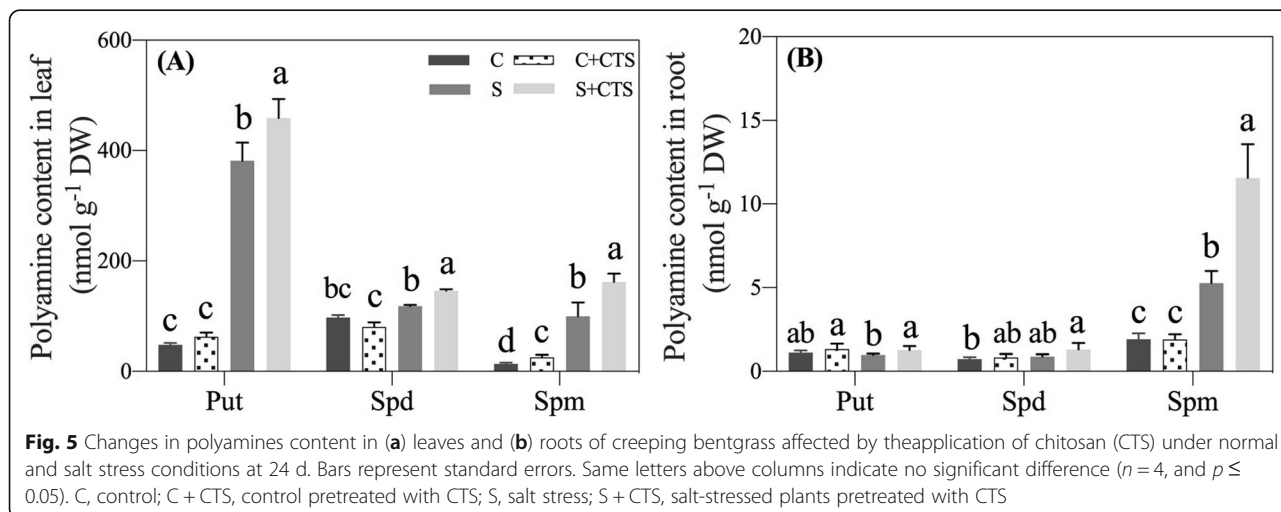 600
400
200
0
Polyamine content in leaf
(nmol g⁻¹ DW)
(A)
C
C+CTS
S
S+CTS
c
c
b
a
bc
c
b
a
d
c
b
a
Put
Spd
Spm
20
15
10
5
0
Polyamine content in root
(nmol g⁻¹ DW)
(B)
ab
a
b
a
b
ab
ab
a
c
c
b
a
Put
Spd
Spm
Fig. 5 Changes in polyamines content in (a) leaves and (b) roots of creeping bentgrass affected by theapplication of chitosan (CTS) under normal
and salt stress conditions at 24 d. Bars represent standard errors. Same letters above columns indicate no significant difference (n = 4, and p ≤
0.05). C, control; C + CTS, control pretreated with CTS; S, salt stress; S + CTS, salt-stressed plants pretreated with CTS